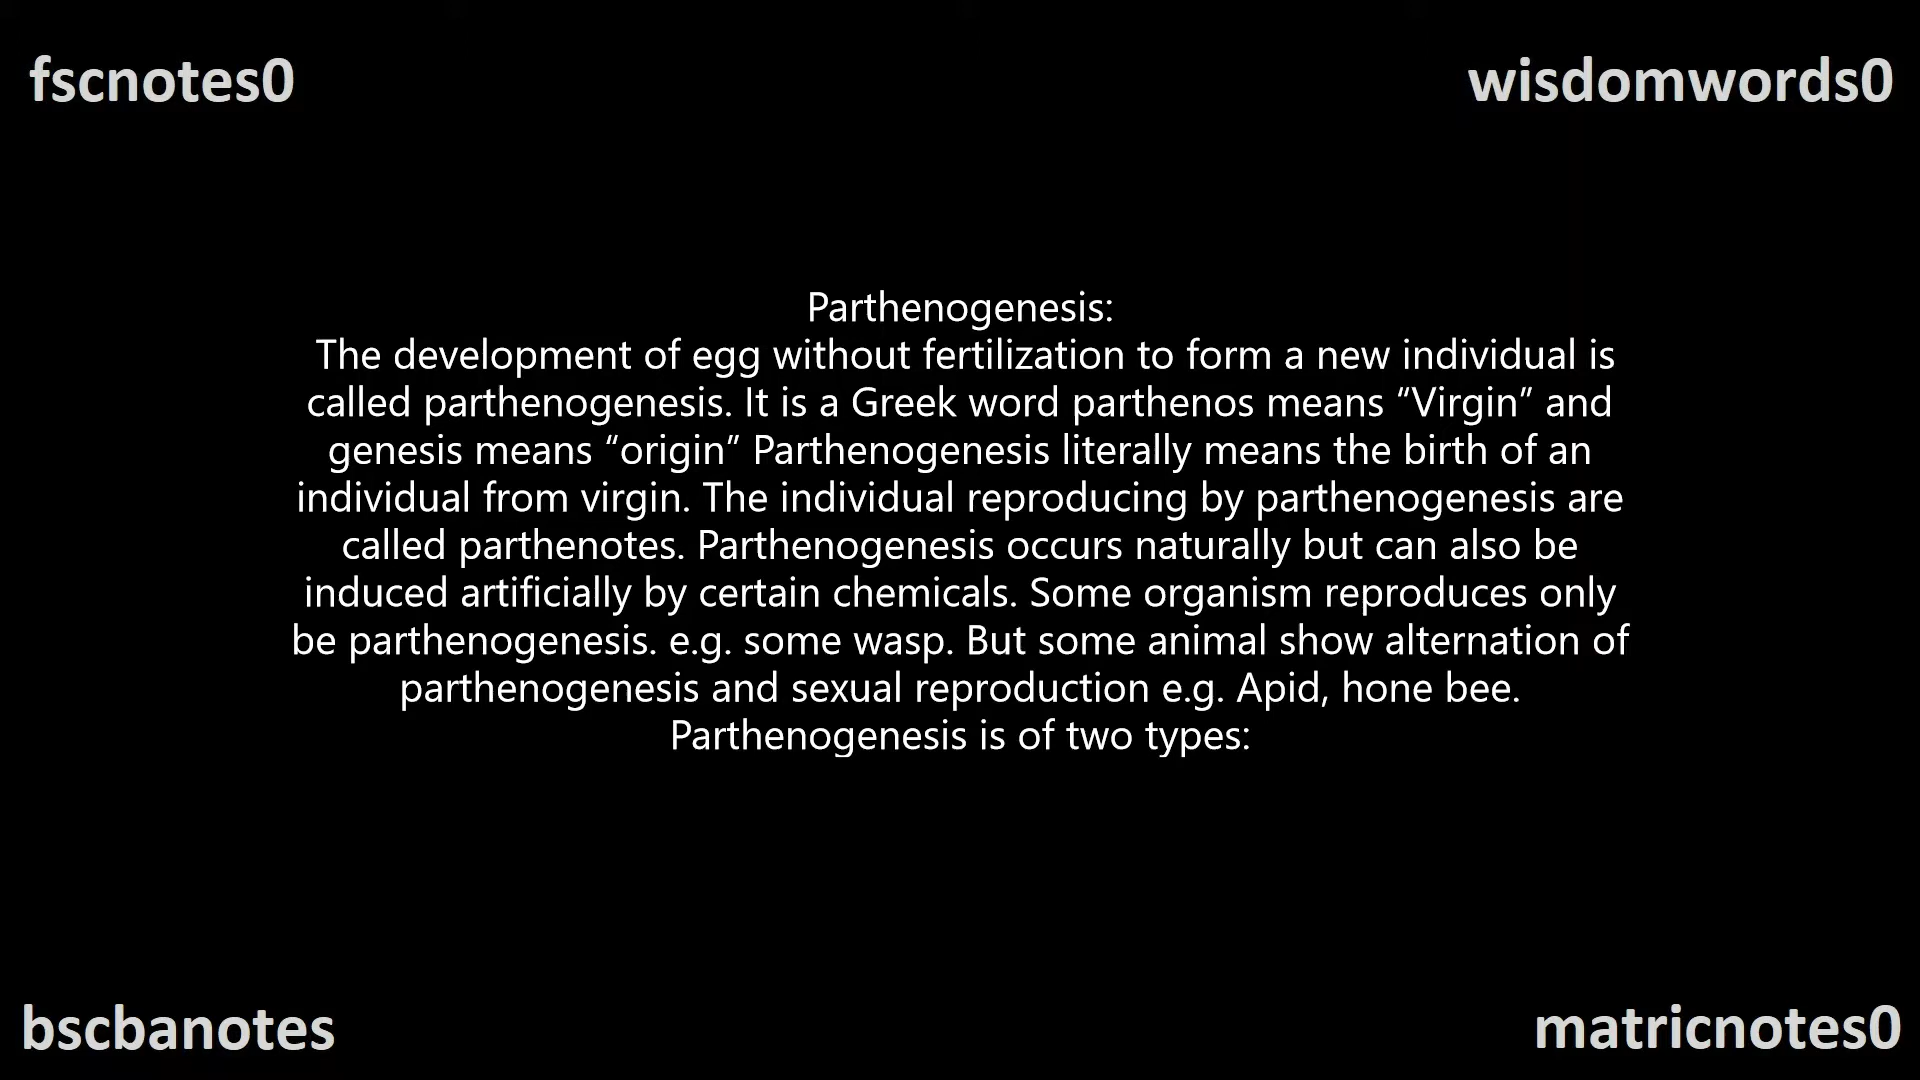 fscnotes0
wisdomwords0
Parthenogenesis:
The development of egg without fertilization to form a new individual is
called parthenogenesis. It is a Greek word parthenos means “Virgin” and
genesis means “origin” Parthenogenesis literally means the birth of an
individual from virgin. The individual reproducing by parthenogenesis are
called parthenotes. Parthenogenesis occurs naturally but can also be
induced artificially by certain chemicals. Some organism reproduces only
be parthenogenesis. e.g. some wasp. But some animal show alternation of
parthenogenesis and sexual reproduction e.g. Apid, hone bee.
Parthenogenesis is of two types:
bscbanotes
matricnotes0